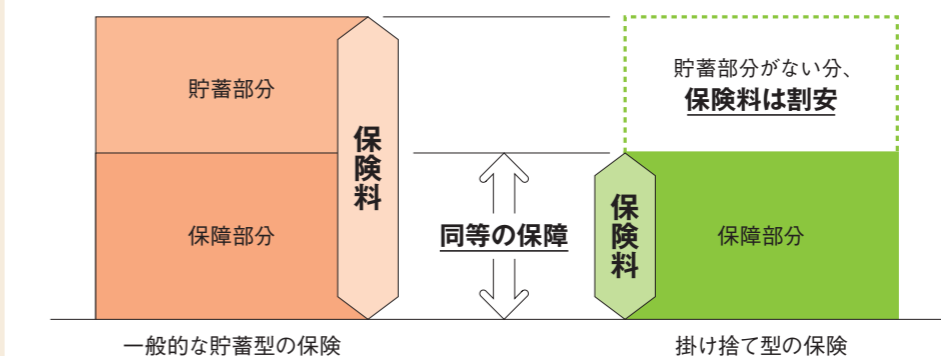 貯蓄部分
保障部分
保険料
同等の保障
保険料
貯蓄部分がない分、
保険料は割安
保障部分
一般的な貯蓄型の保険
掛け捨て型の保険